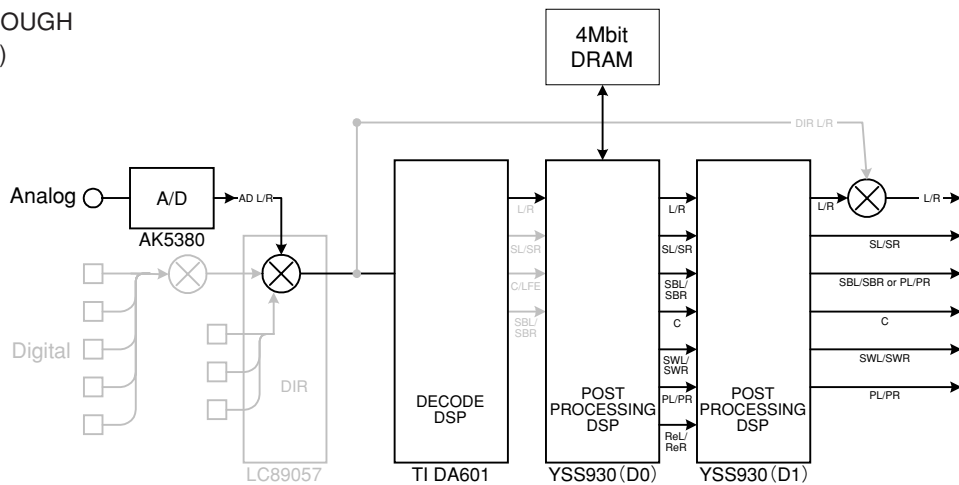 OUGH
)
4Mbit
DRAM
DIR L/R
Analog
A/D
AD L/R
AK5380
Digital
DIR
LC89057
DECODE
DSP
TI DA601
L/R
SL/SR
C/LFE
SBL/
SBR
POST
PROCESSING
DSP
YSS930 (D0)
L/R
SL/SR
SBL/
SBR
C
SWL/
SWR
PL/PR
ReL/
ReR
POST
PROCESSING
DSP
YSS930 (D1)
L/R
L/R
SL/SR
SBL/SBR or PL/PR
C
SWL/SWR
PL/PR